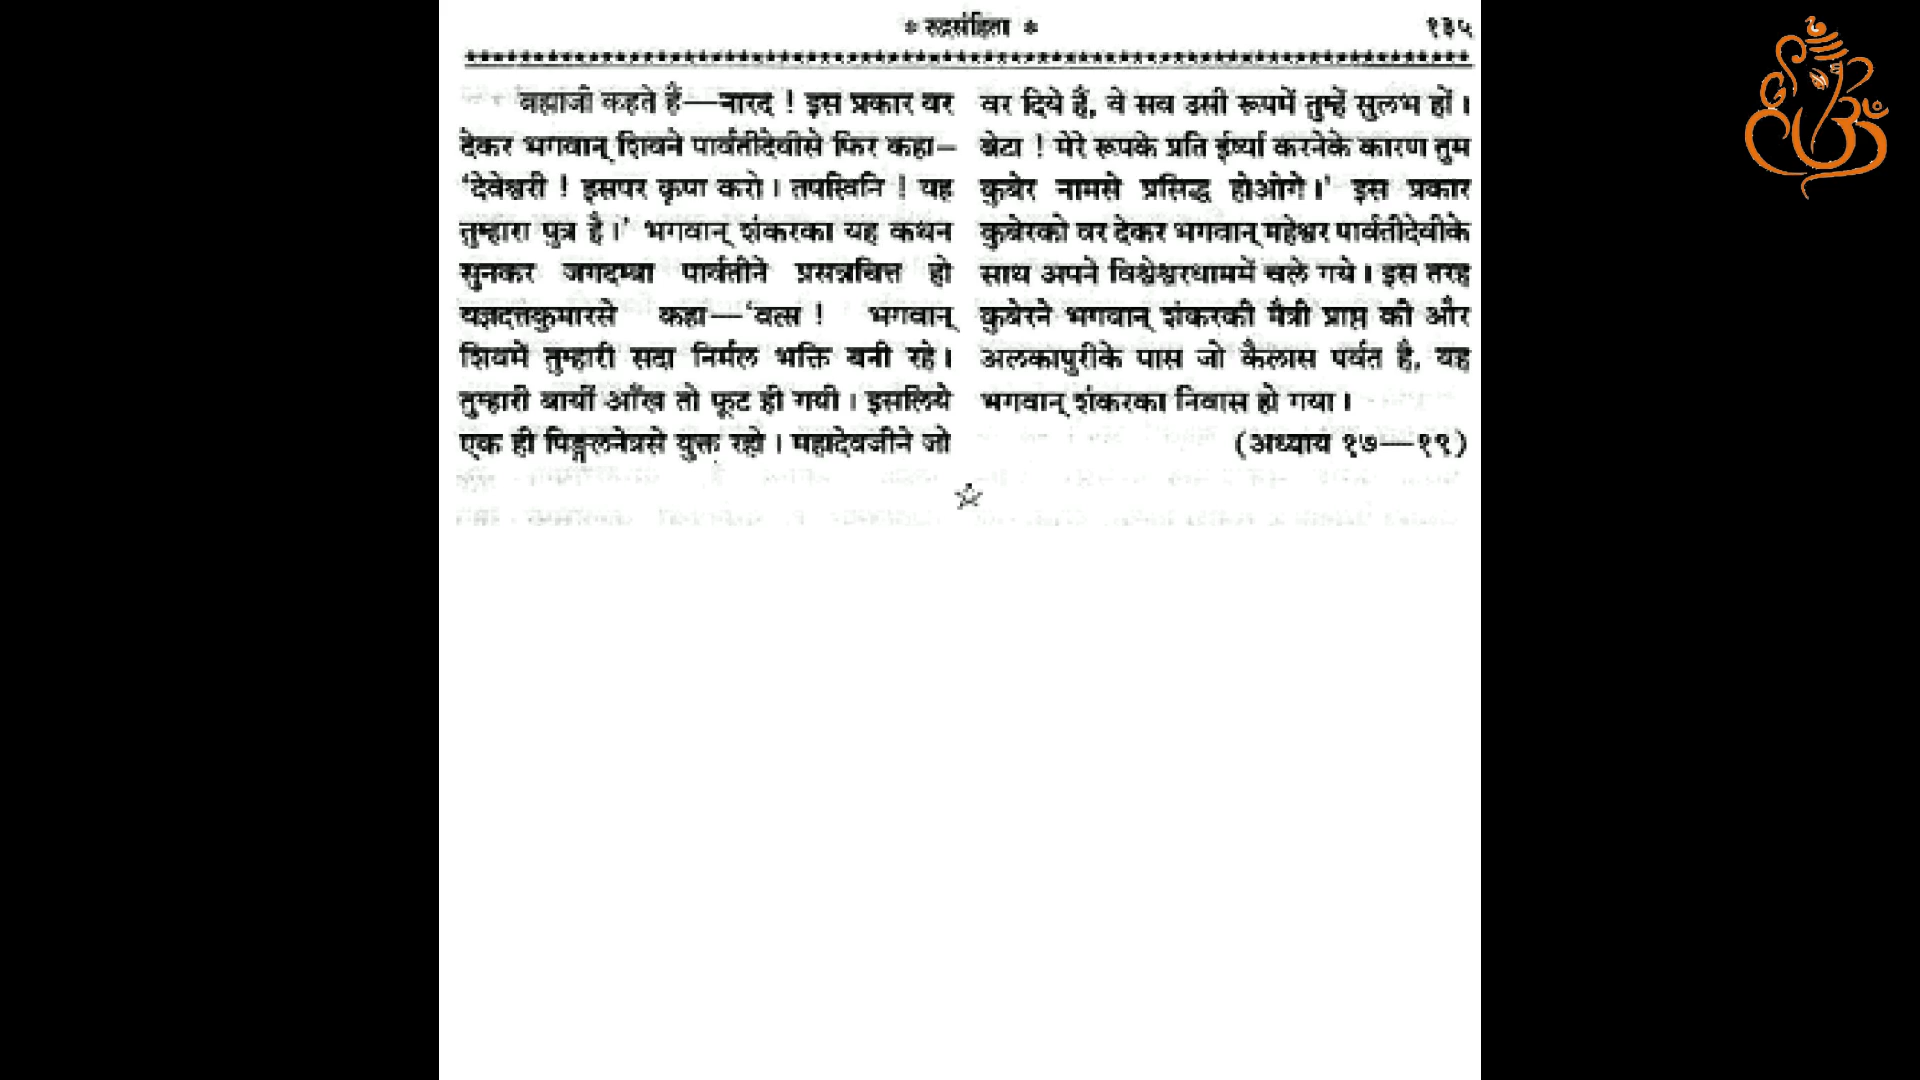 * रुद्रसंहिता *
१३५
ब्रह्माजी कहते हैं—नारद ! इस प्रकार वर
देकर भगवान् शिवने पार्वतीदेवीसे फिर कहा–
‘देवेश्वरी ! इसपर कृपा करो । तपस्विनि ! यह
तुम्हारा पुत्र है ।’ भगवान् शंकरका यह कथन
सुनकर जगदम्बा पार्वतीने प्रसन्नचित्त हो
यज्ञदत्तकुमारसे कहा—‘वत्स ! भगवान्
शिवमें तुम्हारी सदा निर्मल भक्ति बनी रहे ।
तुम्हारी बायीं आँख तो फूट ही गयी । इसलिये
एक ही पिङ्गलनेत्रसे युक्त रहो । महादेवजीने जो
वर दिये हैं, वे सब उसी रूपमें तुम्हें सुलभ हों ।
बेटा ! मेरे रूपके प्रति ईर्ष्या करनेके कारण तुम
कुबेर नामसे प्रसिद्ध होओगे ।’ इस प्रकार
कुबेरको वर देकर भगवान् महेश्वर पार्वतीदेवीके
साथ अपने विश्वेश्वरधाममें चले गये । इस तरह
कुबेरने भगवान् शंकरकी मैत्री प्राप्त की और
अलकापुरीके पास जो कैलास पर्वत है, वह
भगवान् शंकरका निवास हो गया ।
(अध्याय १७—१९)